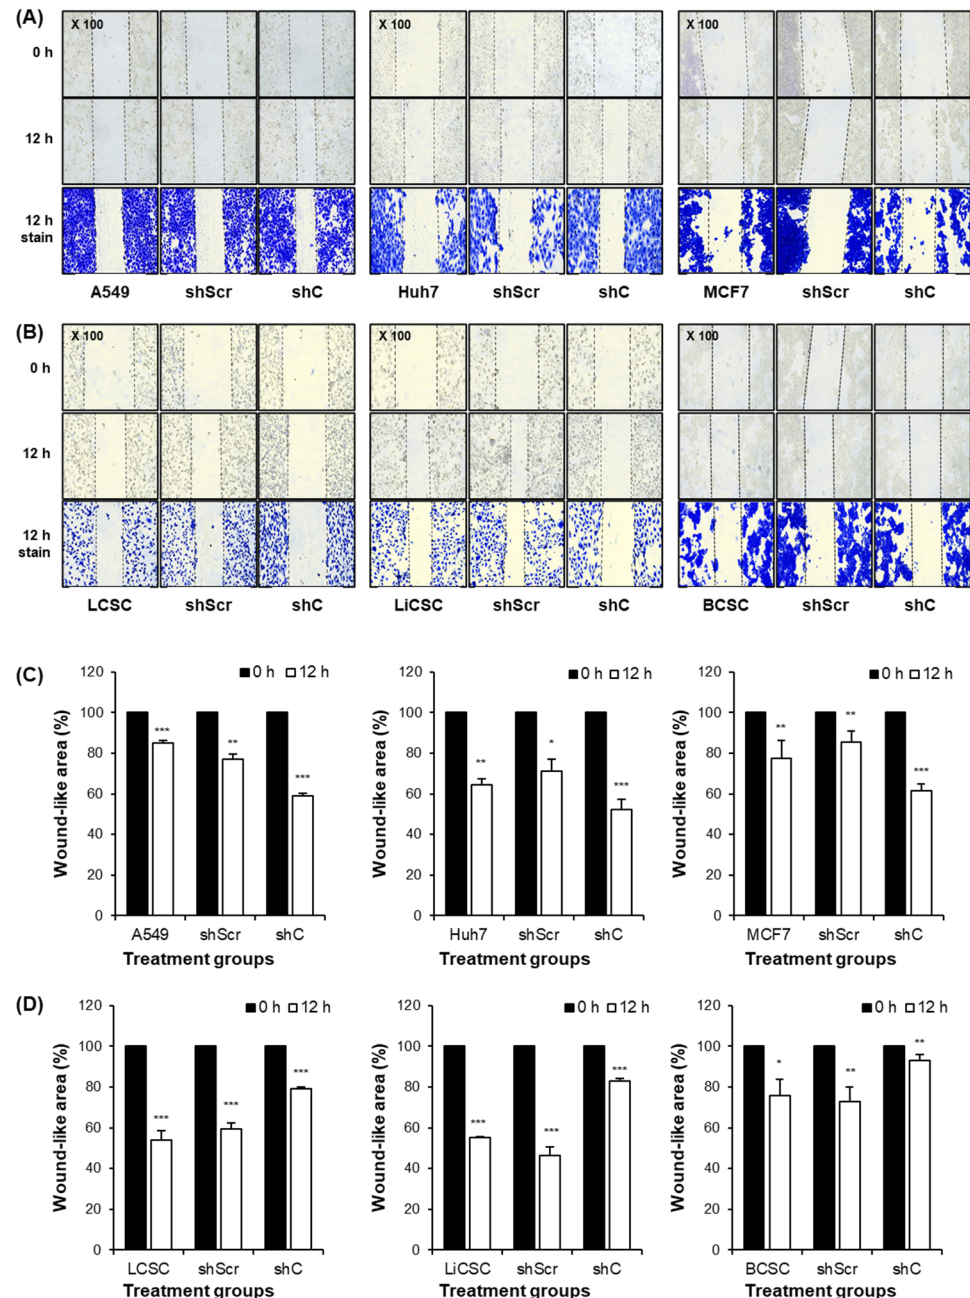 (A)
X 100 X 100 X 100
0 h
12 h
12 h
stain
A549 shScr shC Huh7 shScr shC MCF7 shScr shC
(B)
X 100 X 100 X 100
0 h
12 h
12 h
stain
LCSC shScr shC LiCSC shScr shC BCSC shScr shC
(C)
120 0 h 12 h
100
80
60
40
20
0
*** ** ***
Wound-like area (%)
A549 shScr shC
Treatment groups
120 0 h 12 h
100
80
60
40
20
0
** * ***
Wound-like area (%)
Huh7 shScr shC
Treatment groups
120 0 h 12 h
100
80
60
40
20
0
** ** ***
Wound-like area (%)
MCF7 shScr shC
Treatment groups
(D)
120 0 h 12 h
100
80
60
40
20
0
*** *** ***
Wound-like area (%)
LCSC shScr shC
Treatment groups
120 0 h 12 h
100
80
60
40
20
0
*** *** ***
Wound-like area (%)
LiCSC shScr shC
Treatment groups
120 0 h 12 h
100
80
60
40
20
0
* ** **
Wound-like area (%)
BCSC shScr shC
Treatment groups